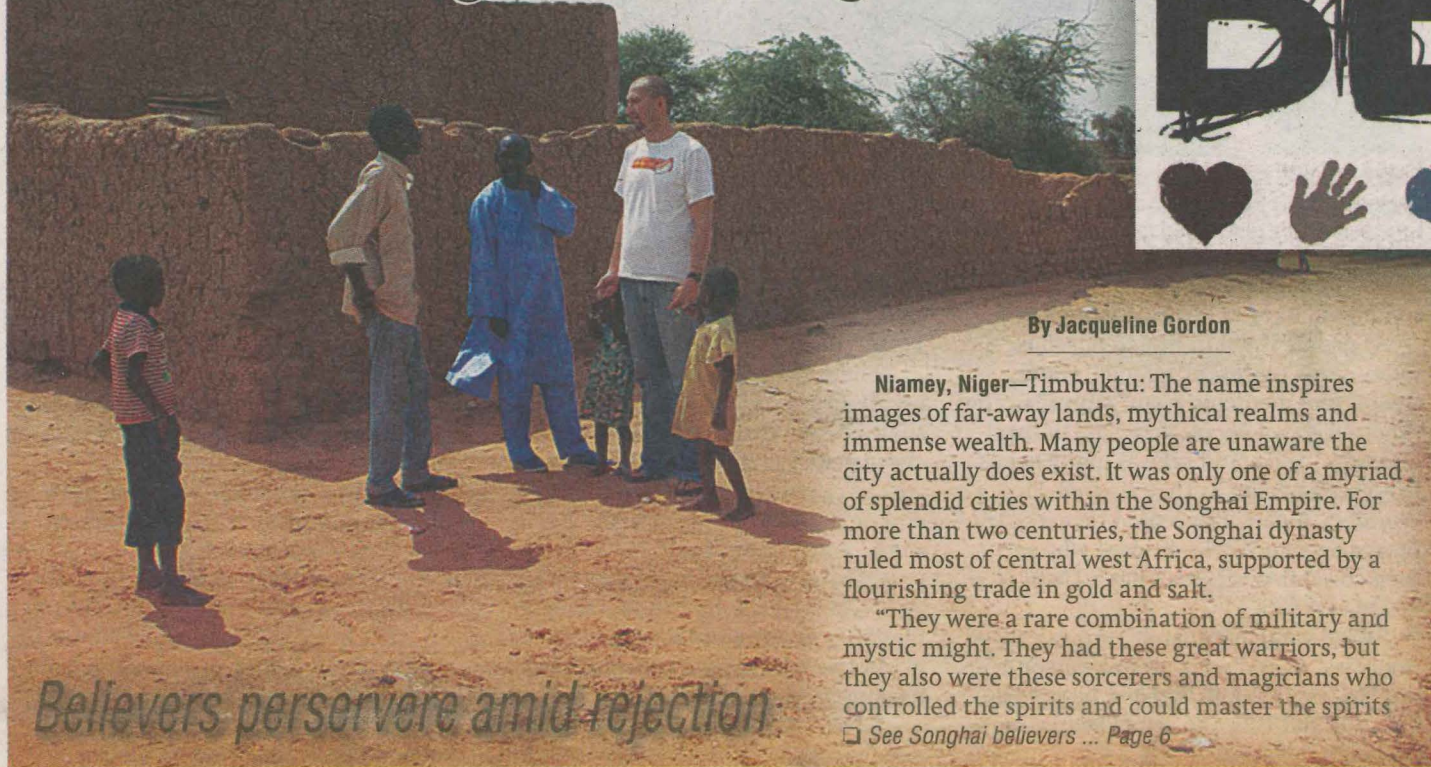 By Jacqueline Gordon
Niamey, Niger—Timbuktu: The name inspires
images of far-away lands, mythical realms and
immense wealth. Many people are unaware the
city actually does exist. It was only one of a myriad
of splendid cities within the Songhai Empire. For
more than two centuries, the Songhai dynasty
ruled most of central west Africa, supported by a
flourishing trade in gold and salt.
“They were a rare combination of military and
mystic might. They had these great warriors, but
they also were these sorcerers and magicians who
controlled the spirits and could master the spirits
❏ See Songhai believers ... Page 6
Believers perservere amid rejection